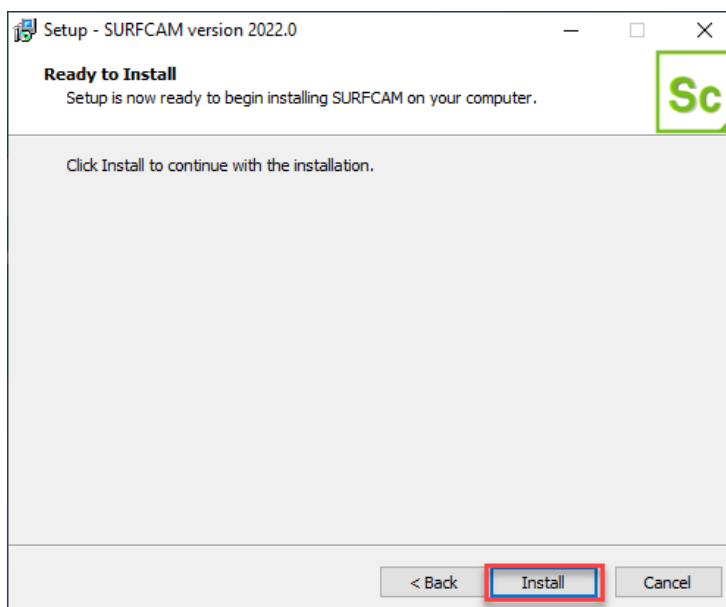 Setup - SURFCAM version 2022.0
Ready to Install
Setup is now ready to begin installing SURFCAM on your computer.
Sc
Click Install to continue with the installation.
< Back Install Cancel